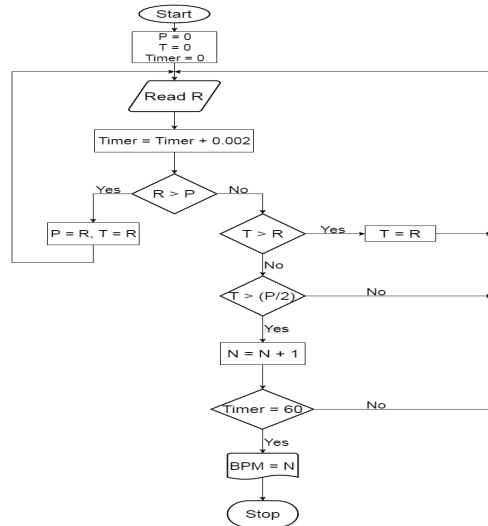 Start
P = 0
T = 0
Timer = 0
Read R
Timer = Timer + 0.002
R > P
Yes
No
P = R, T = R
T > R
Yes
T = R
No
T > (P/2)
No
Yes
N = N + 1
Timer = 60
No
Yes
BPM = N
Stop